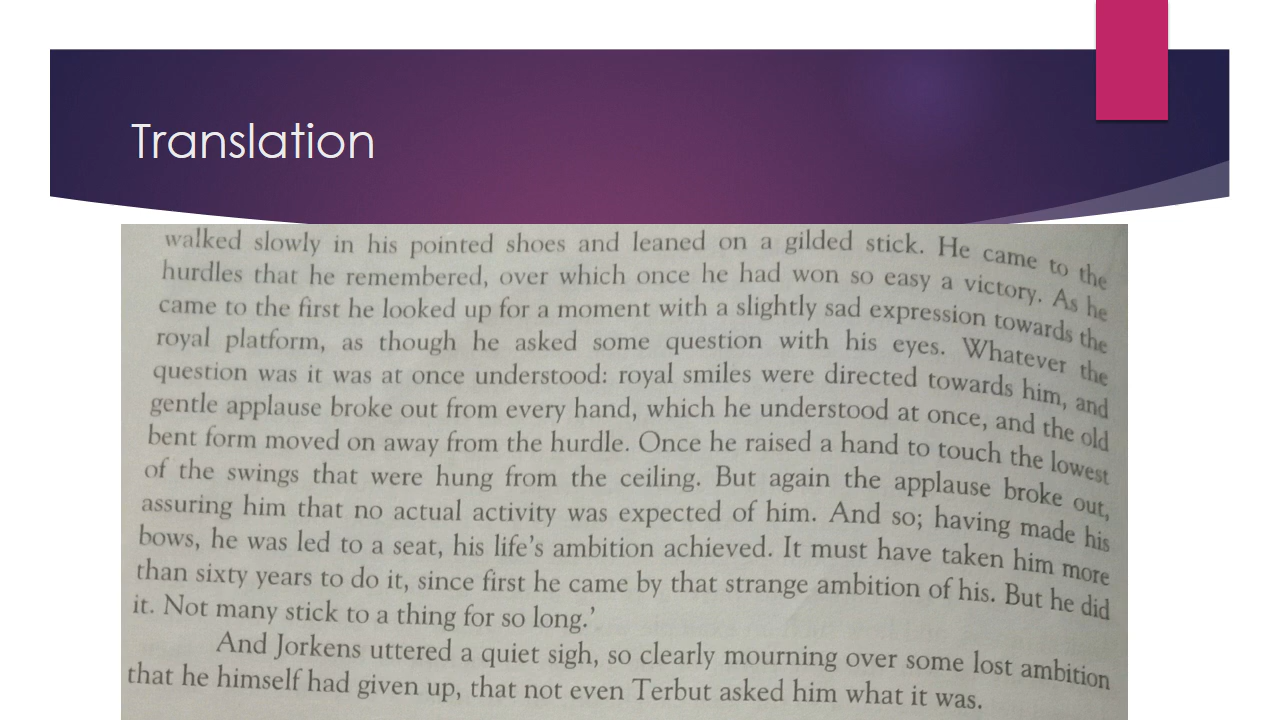 Translation
walked slowly in his pointed shoes and leaned on a gilded stick. He came to the
hurdles that he remembered, over which once he had won so easy a victory. As he
came to the first he looked up for a moment with a slightly sad expression towards the
royal platform, as though he asked some question with his eyes. Whatever the
question was it was at once understood: royal smiles were directed towards him, and
gentle applause broke out from every hand, which he understood at once, and the old
bent form moved on away from the hurdle. Once he raised a hand to touch the lowest
of the swings that were hung from the ceiling. But again the applause broke out,
assuring him that no actual activity was expected of him. And so; having made his
bows, he was led to a seat, his life's ambition achieved. It must have taken him more
than sixty years to do it, since first he came by that strange ambition of his. But he did
it. Not many stick to a thing for so long.'
And Jorkens uttered a quiet sigh, so clearly mourning over some lost ambition
that he himself had given up, that not even Terbut asked him what it was.